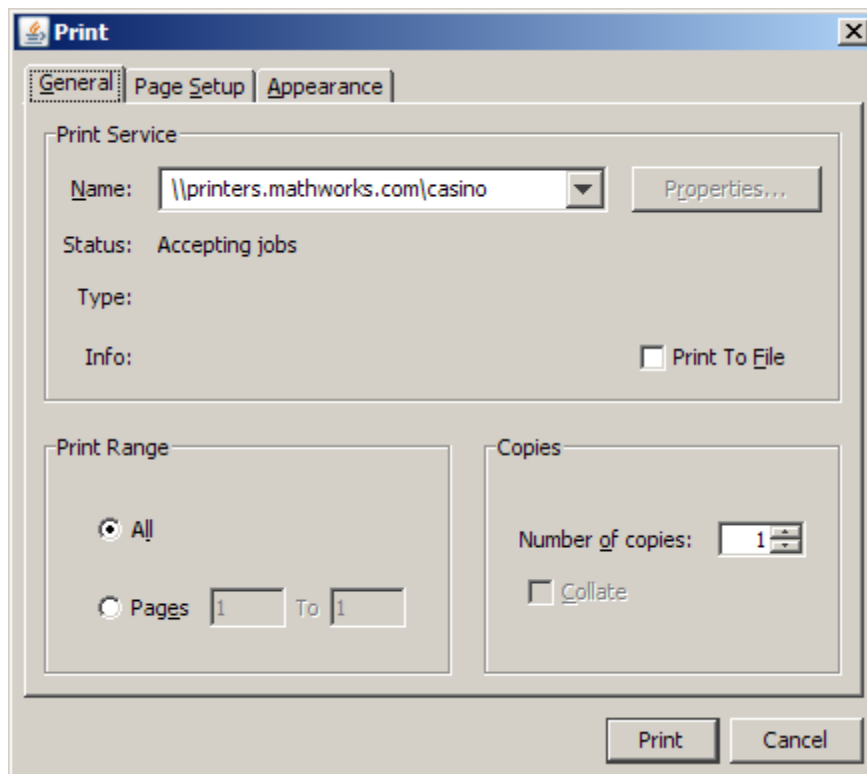 Print
General Page Setup Appearance
Print Service
Name: \\printers.mathworks.com\casino Properties...
Status: Accepting jobs
Type:
Info: Print To File
Print Range Copies
All
Number of copies: 1
Collate
Pages 1 To 1
Print Cancel